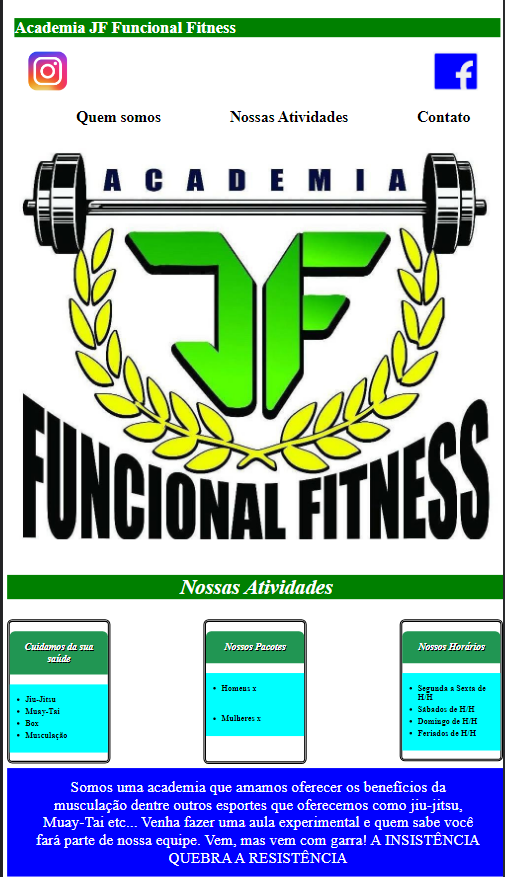 Academia JF Funcional Fitness
Quem somos
Nossas Atividades
Contato
ACADEMIA
JF
FUNCIONAL FITNESS
Nossas Atividades
Cuidamos da sua
saúde
Jiu-Jitsu
Muay-Tai
Box
Musculação
Nossos Pacotes
Homens x
Mulheres x
Nossos Horários
Segunda a Sexta de
H/H
Sábados de H/H
Domingo de H/H
Feriados de H/H
Somos uma academia que amamos oferecer os benefícios da
musculação dentre outros esportes que oferecemos como jiu-jitsu,
Muay-Tai etc... Venha fazer uma aula experimental e quem sabe você
fará parte de nossa equipe. Vem, mas vem com garra! A INSISTÊNCIA
QUEBRA A RESISTÊNCIA